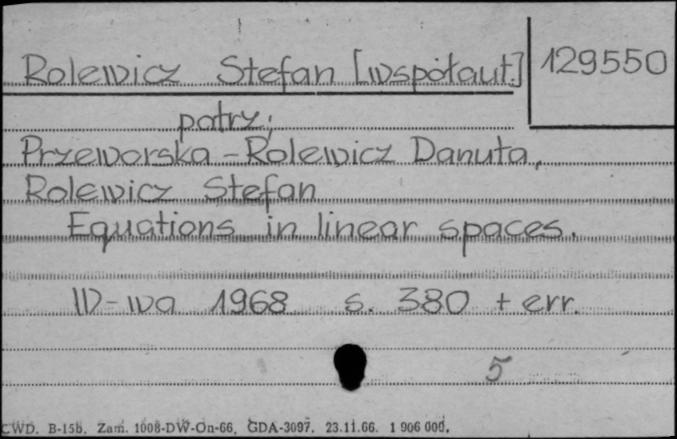 Rolewicz Stefan [współaut.] 129550
patrz:
Przeworska-Rolewicz Danuta,
Rolewicz Stefan
Equations in linear spaces.
W-wa 1968 s. 380 + err.
5
CWD. B-15b. Zam. 1008-DW-On-66, GDA-3097. 23.11.66. 1 906 000.